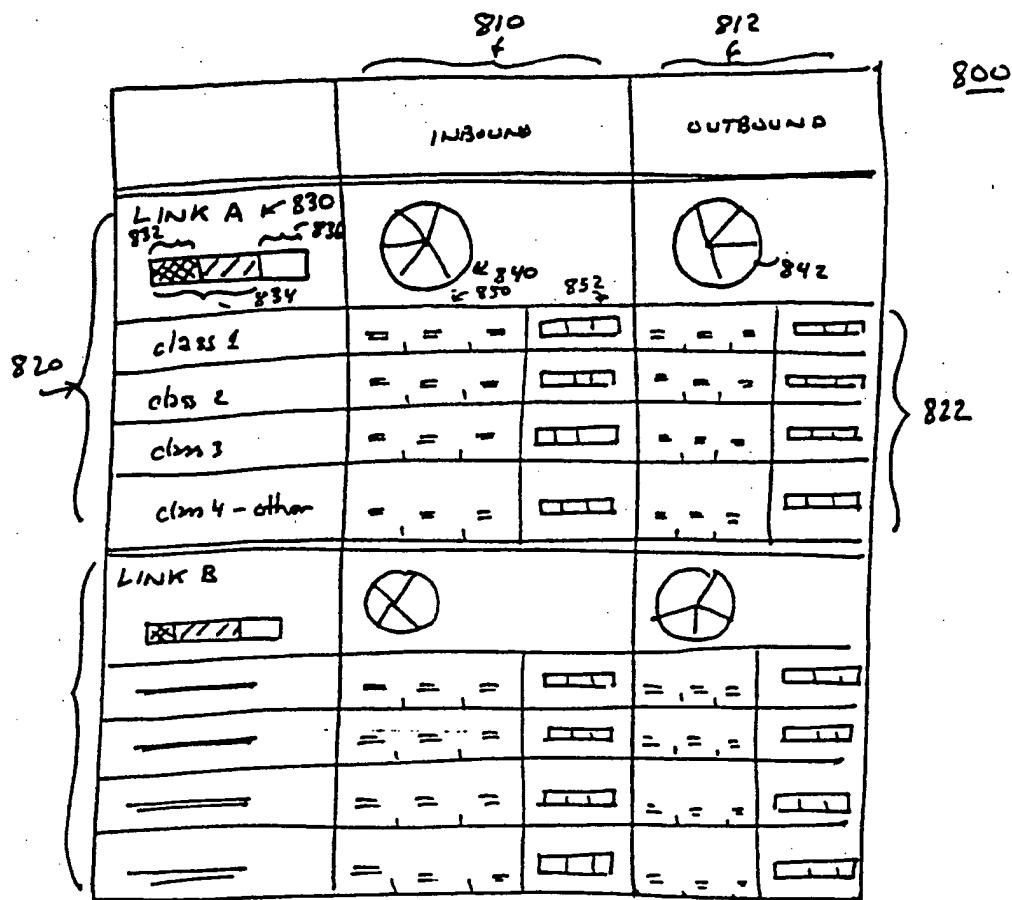 810
812
800
INBOUND
OUTBOUND
LINK A 830
832
836
834
840
850
852
842
820
822
class 1
class 2
class 3
class 4 - other
LINK B